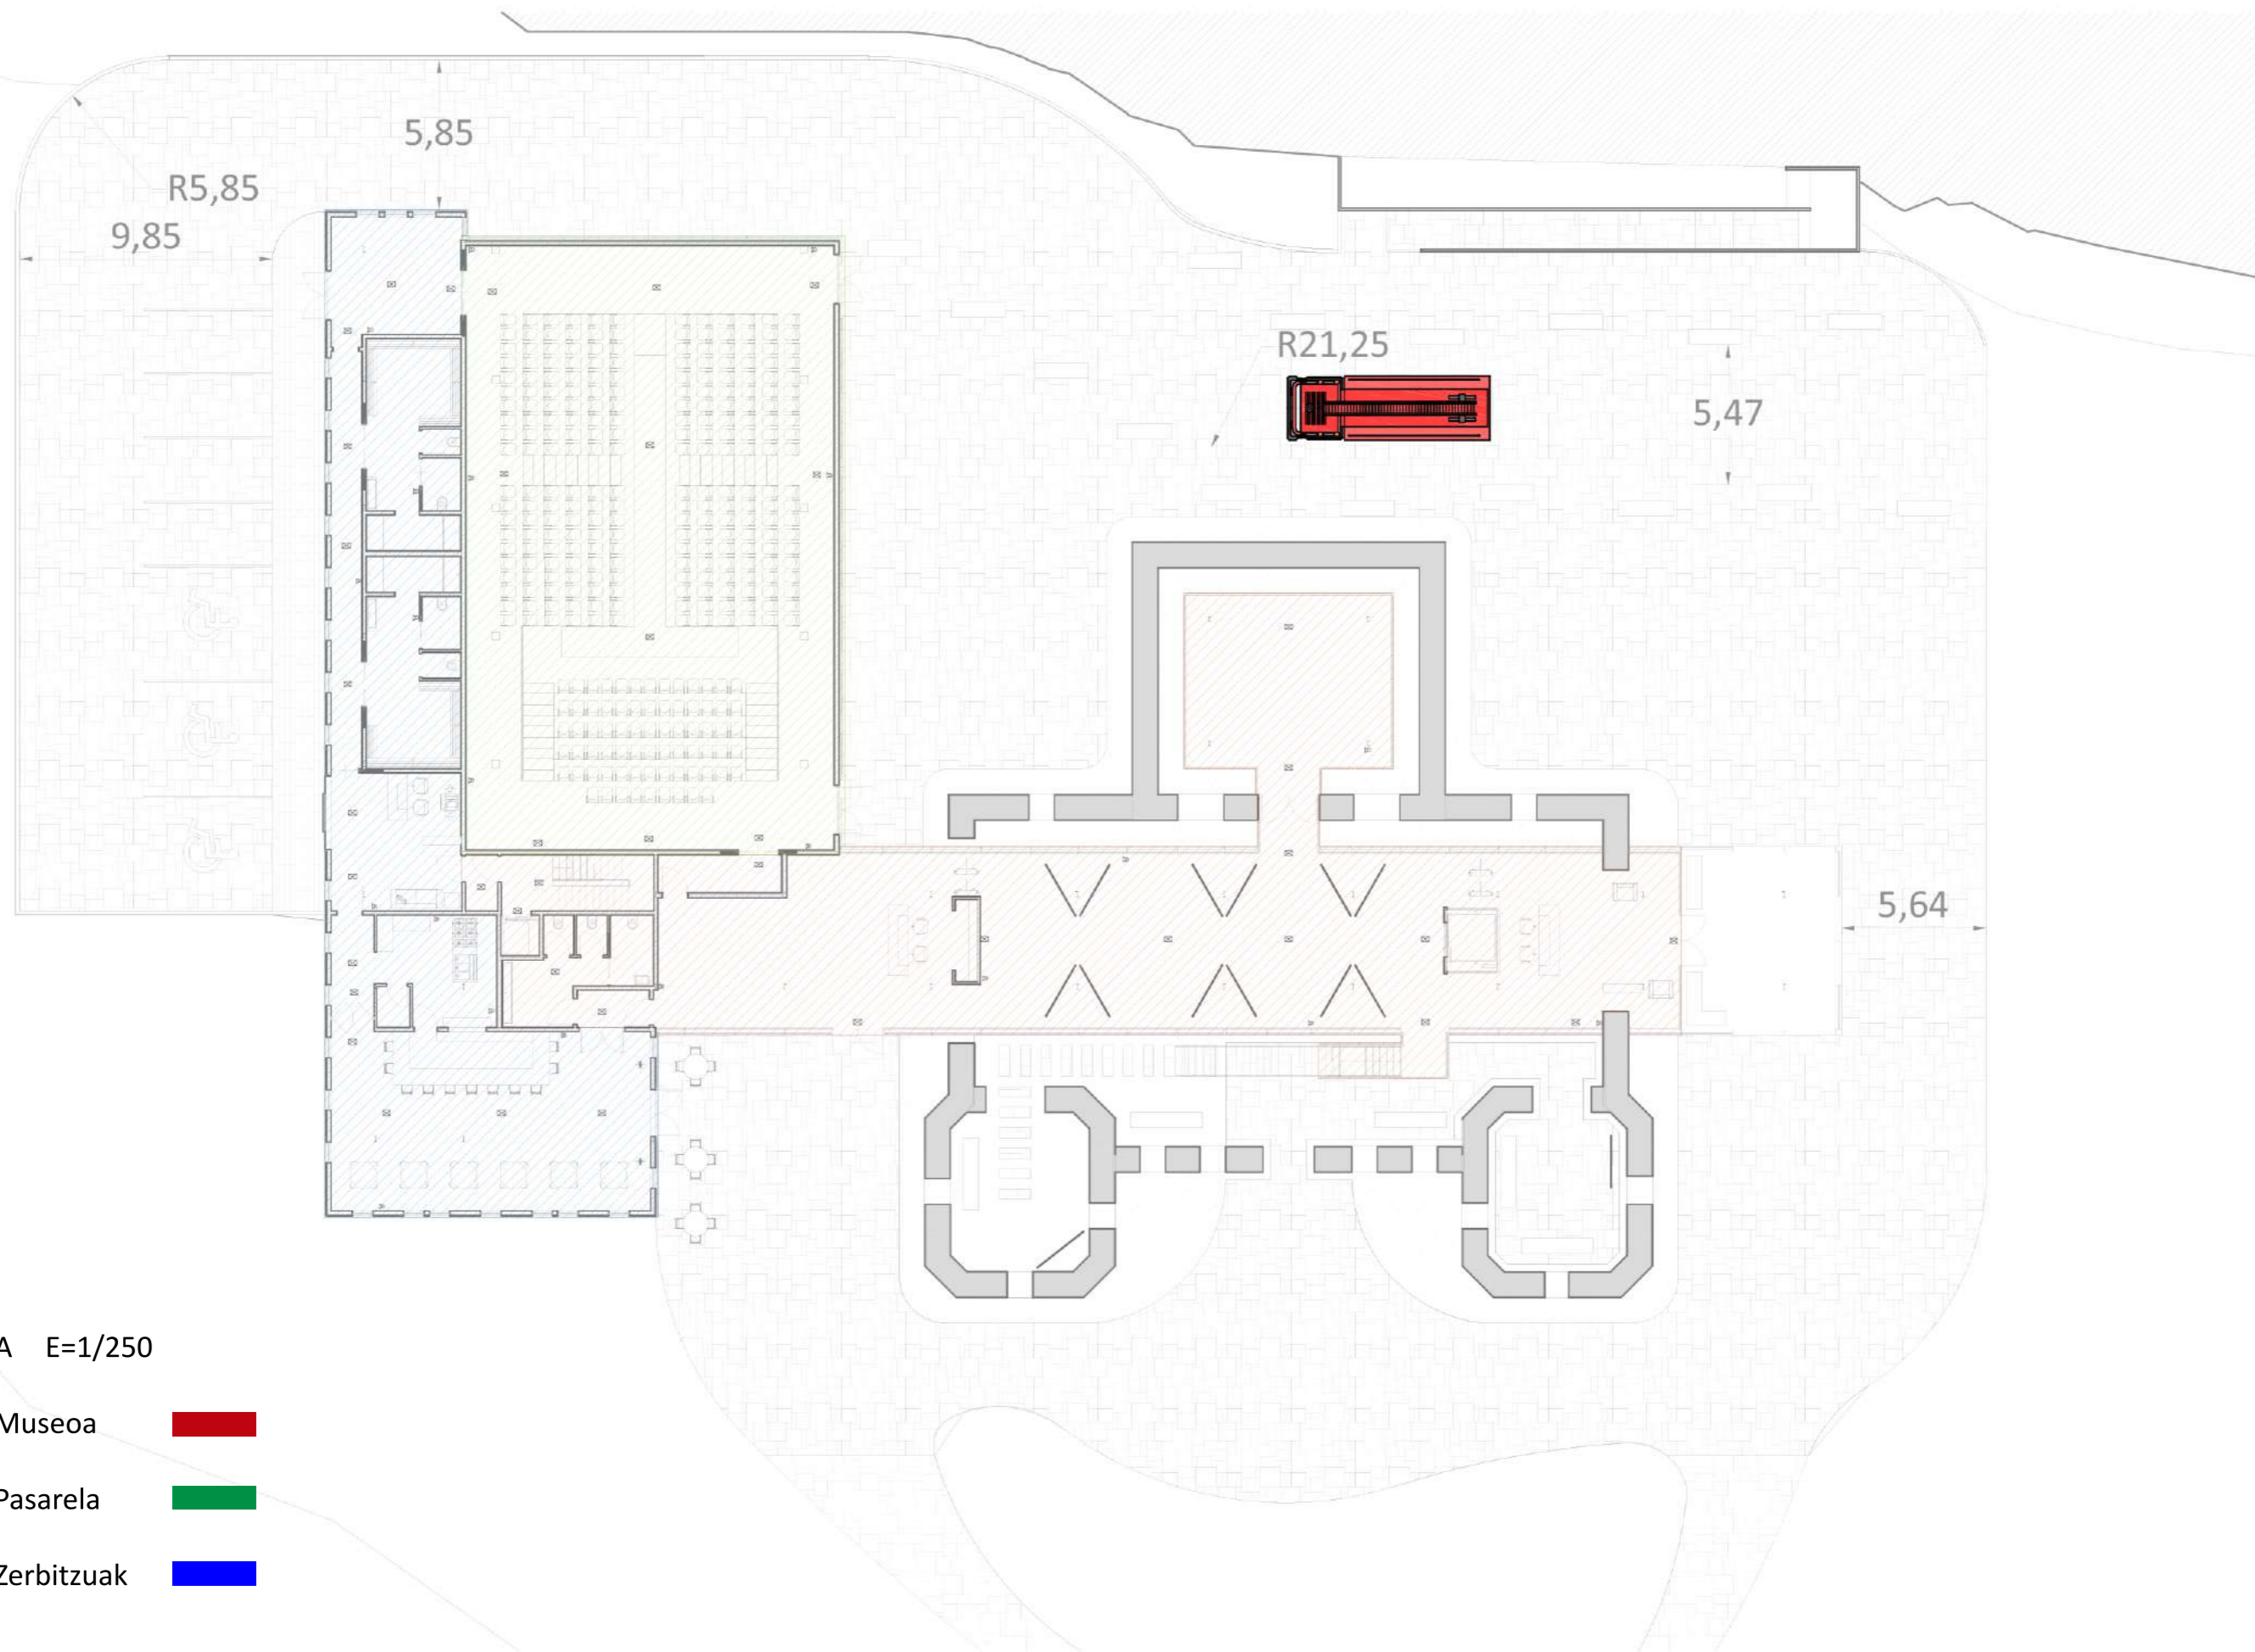 5,85
R5,85
9,85
R21,25
5,47
5,64
A E=1/250
Museoa
Pasarela
Zerbitzuak